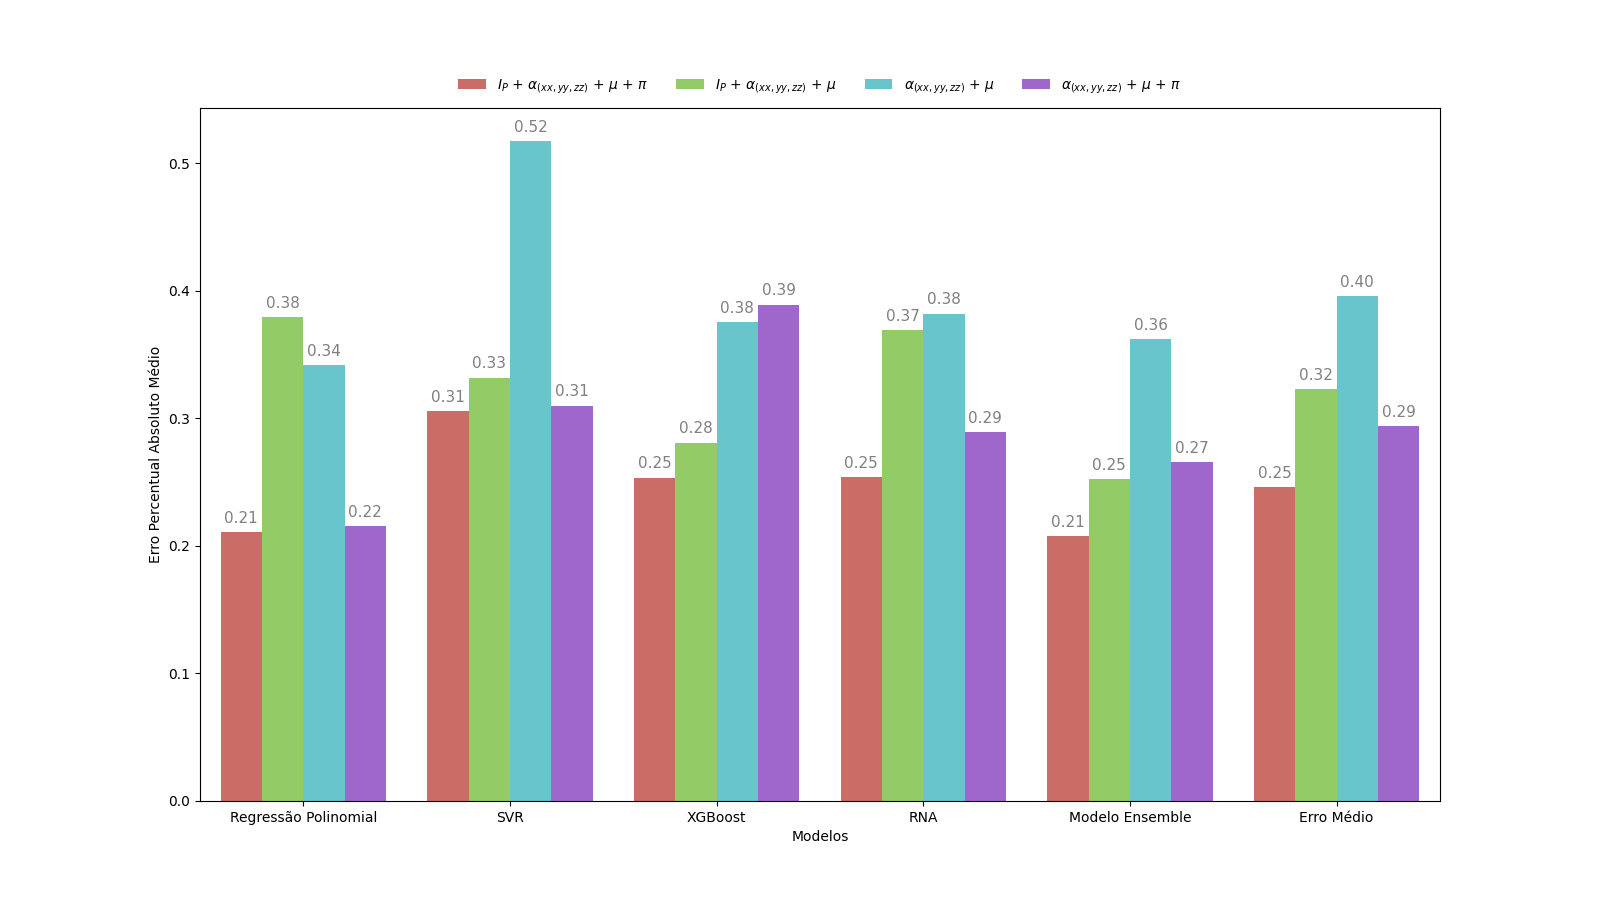 I_P + α_(xx,yy,zz) + μ + π   I_P + α_(xx,yy,zz) + μ   α_(xx,yy,zz) + μ   α_(xx,yy,zz) + μ + π
Erro Percentual Absoluto Médio
0.5
0.4
0.3
0.2
0.1
0.0
0.21 0.38 0.34 0.22
0.31 0.33 0.52 0.31
0.25 0.28 0.38 0.39
0.25 0.37 0.38 0.29
0.21 0.25 0.36 0.27
0.25 0.32 0.40 0.29
Regressão Polinomial SVR XGBoost RNA Modelo Ensemble Erro Médio
Modelos